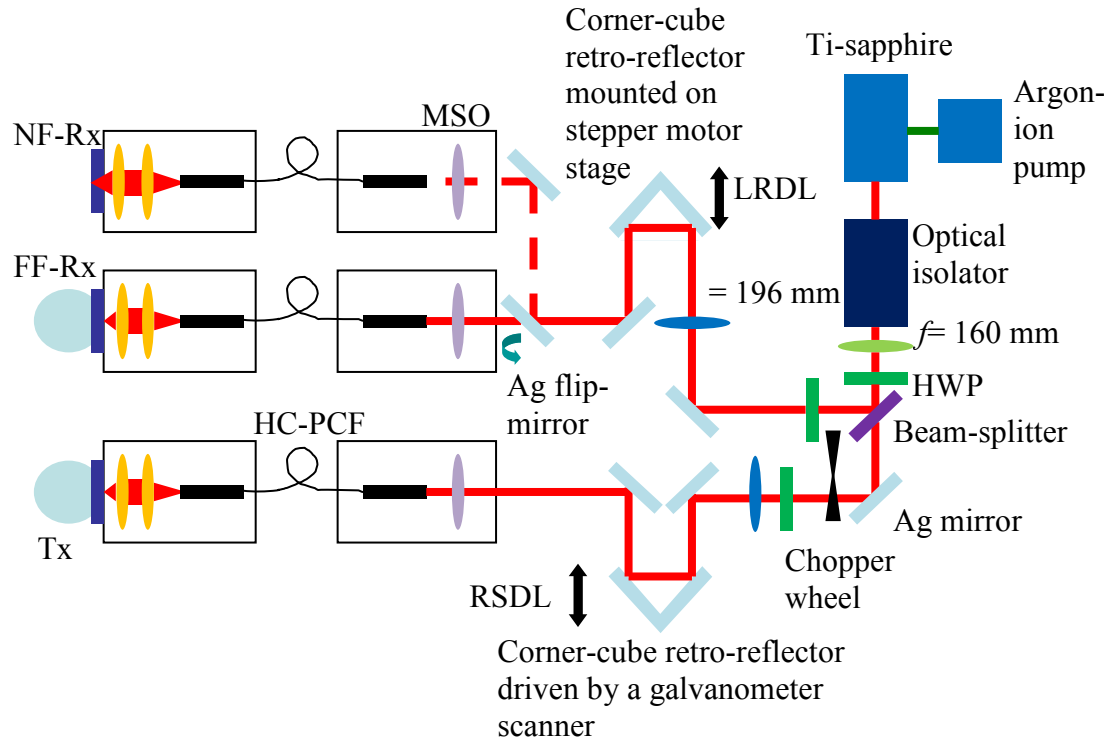 Corner-cube
retro-reflector
mounted on
stepper motor
stage
Ti-sapphire
Argon-
ion
pump
NF-Rx
MSO
LRDL
Optical
isolator
FF-Rx
= 196 mm
f= 160 mm
HWP
Ag flip-
mirror
Beam-splitter
HC-PCF
Ag mirror
Tx
Chopper
wheel
RSDL
Corner-cube retro-reflector
driven by a galvanometer
scanner